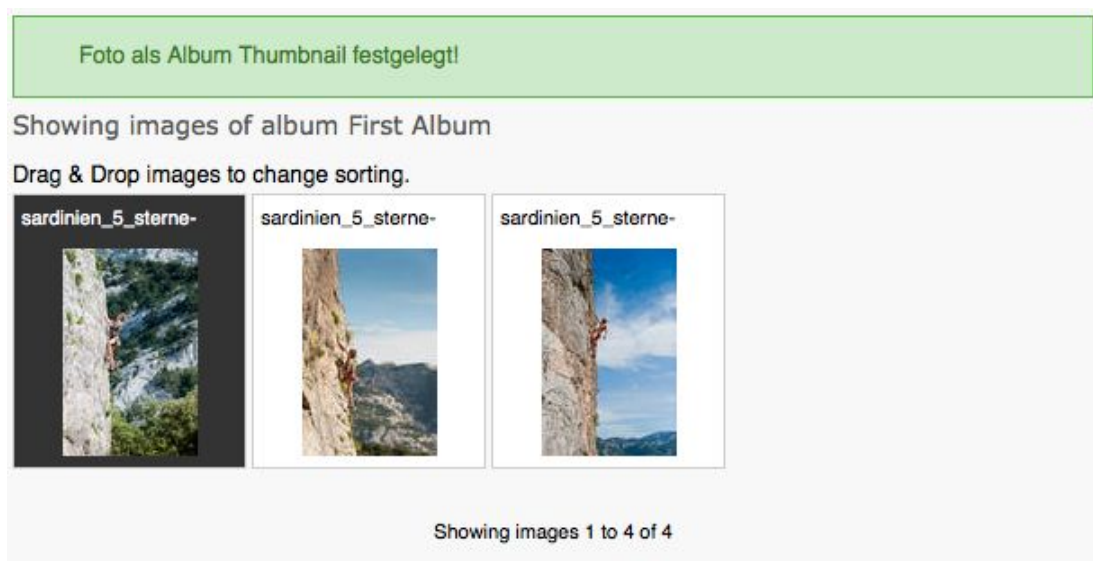 Foto als Album Thumbnail festgelegt!
Showing images of album First Album
Drag & Drop images to change sorting.
sardinien_5_sterne-
sardinien_5_sterne-
sardinien_5_sterne-
Showing images 1 to 4 of 4